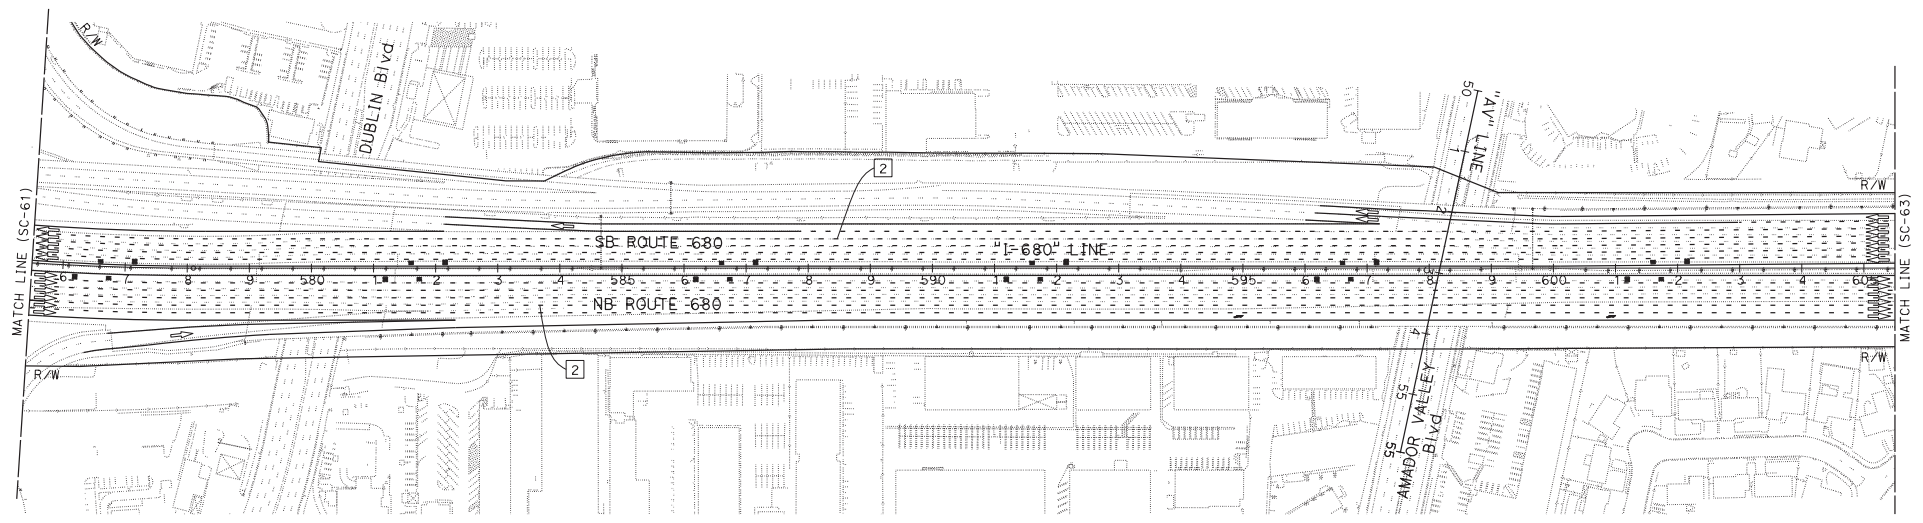 R/W
DUBLIN Blvd
50
"AV" LINE
1
2
R/W
2
MATCH LINE (SC-61)
SB ROUTE 680
"I-680" LINE
MATCH LINE (SC-63)
6 7 8 9 580 1 2 3 4 585 6 7 8 9 590 1 2 3 4 595 6 7 8 9 600 1 2 3 4 605
NB ROUTE 680
4
2
R/W
R/W
55
55
AMADOR VALLEY
Blvd